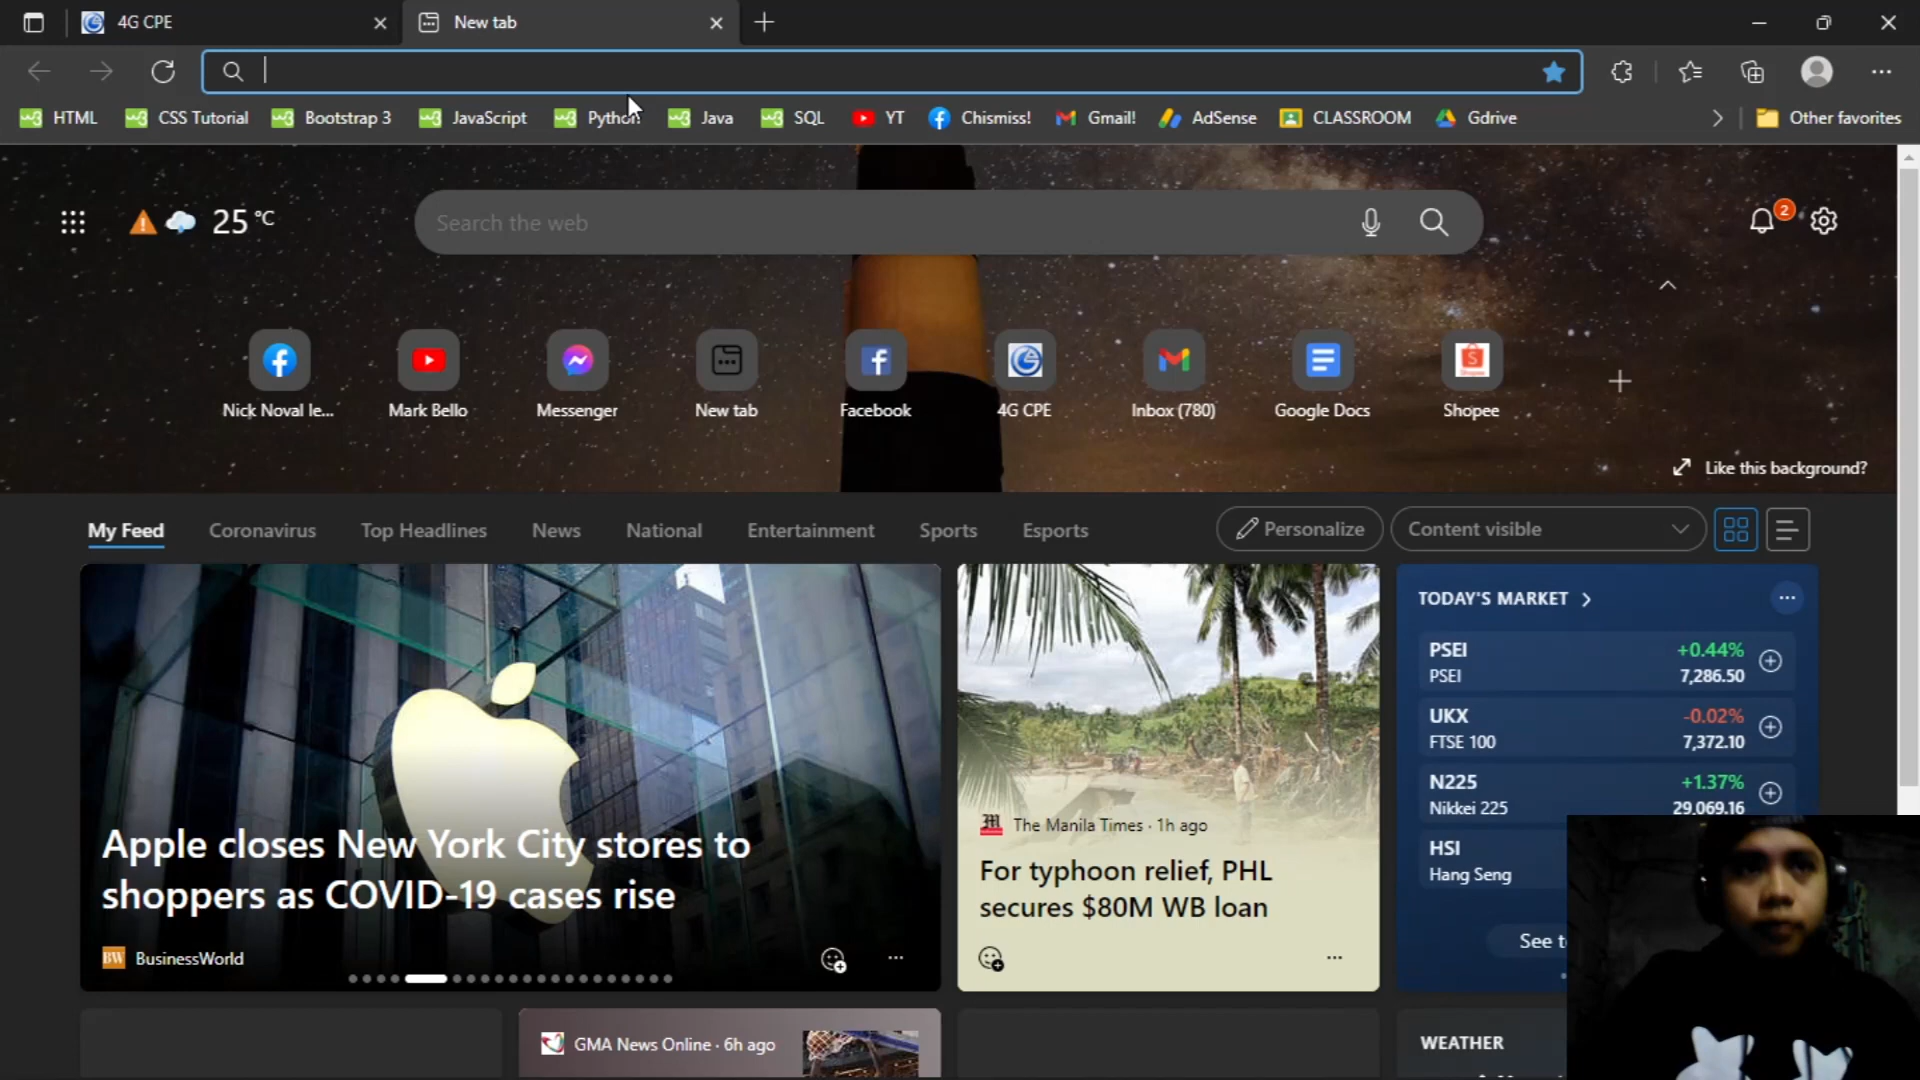 4G CPE
New tab
HTML
CSS Tutorial
Bootstrap 3
JavaScript
Python
Java
SQL
YT
Chismiss!
Gmail!
AdSense
CLASSROOM
Gdrive
Other favorites
25 °C
Search the web
2
Nick Noval le...
Mark Bello
Messenger
New tab
Facebook
4G CPE
Inbox (780)
Google Docs
Shopee
Like this background?
My Feed
Coronavirus
Top Headlines
News
National
Entertainment
Sports
Esports
Personalize
Content visible
Apple closes New York City stores to
shoppers as COVID-19 cases rise
BW BusinessWorld
The Manila Times · 1h ago
For typhoon relief, PHL
secures $80M WB loan
TODAY'S MARKET
PSEI +0.44%
PSEI 7,286.50
UKX -0.02%
FTSE 100 7,372.10
N225 +1.37%
Nikkei 225 29,069.16
HSI
Hang Seng
See
GMA News Online · 6h ago
WEATHER